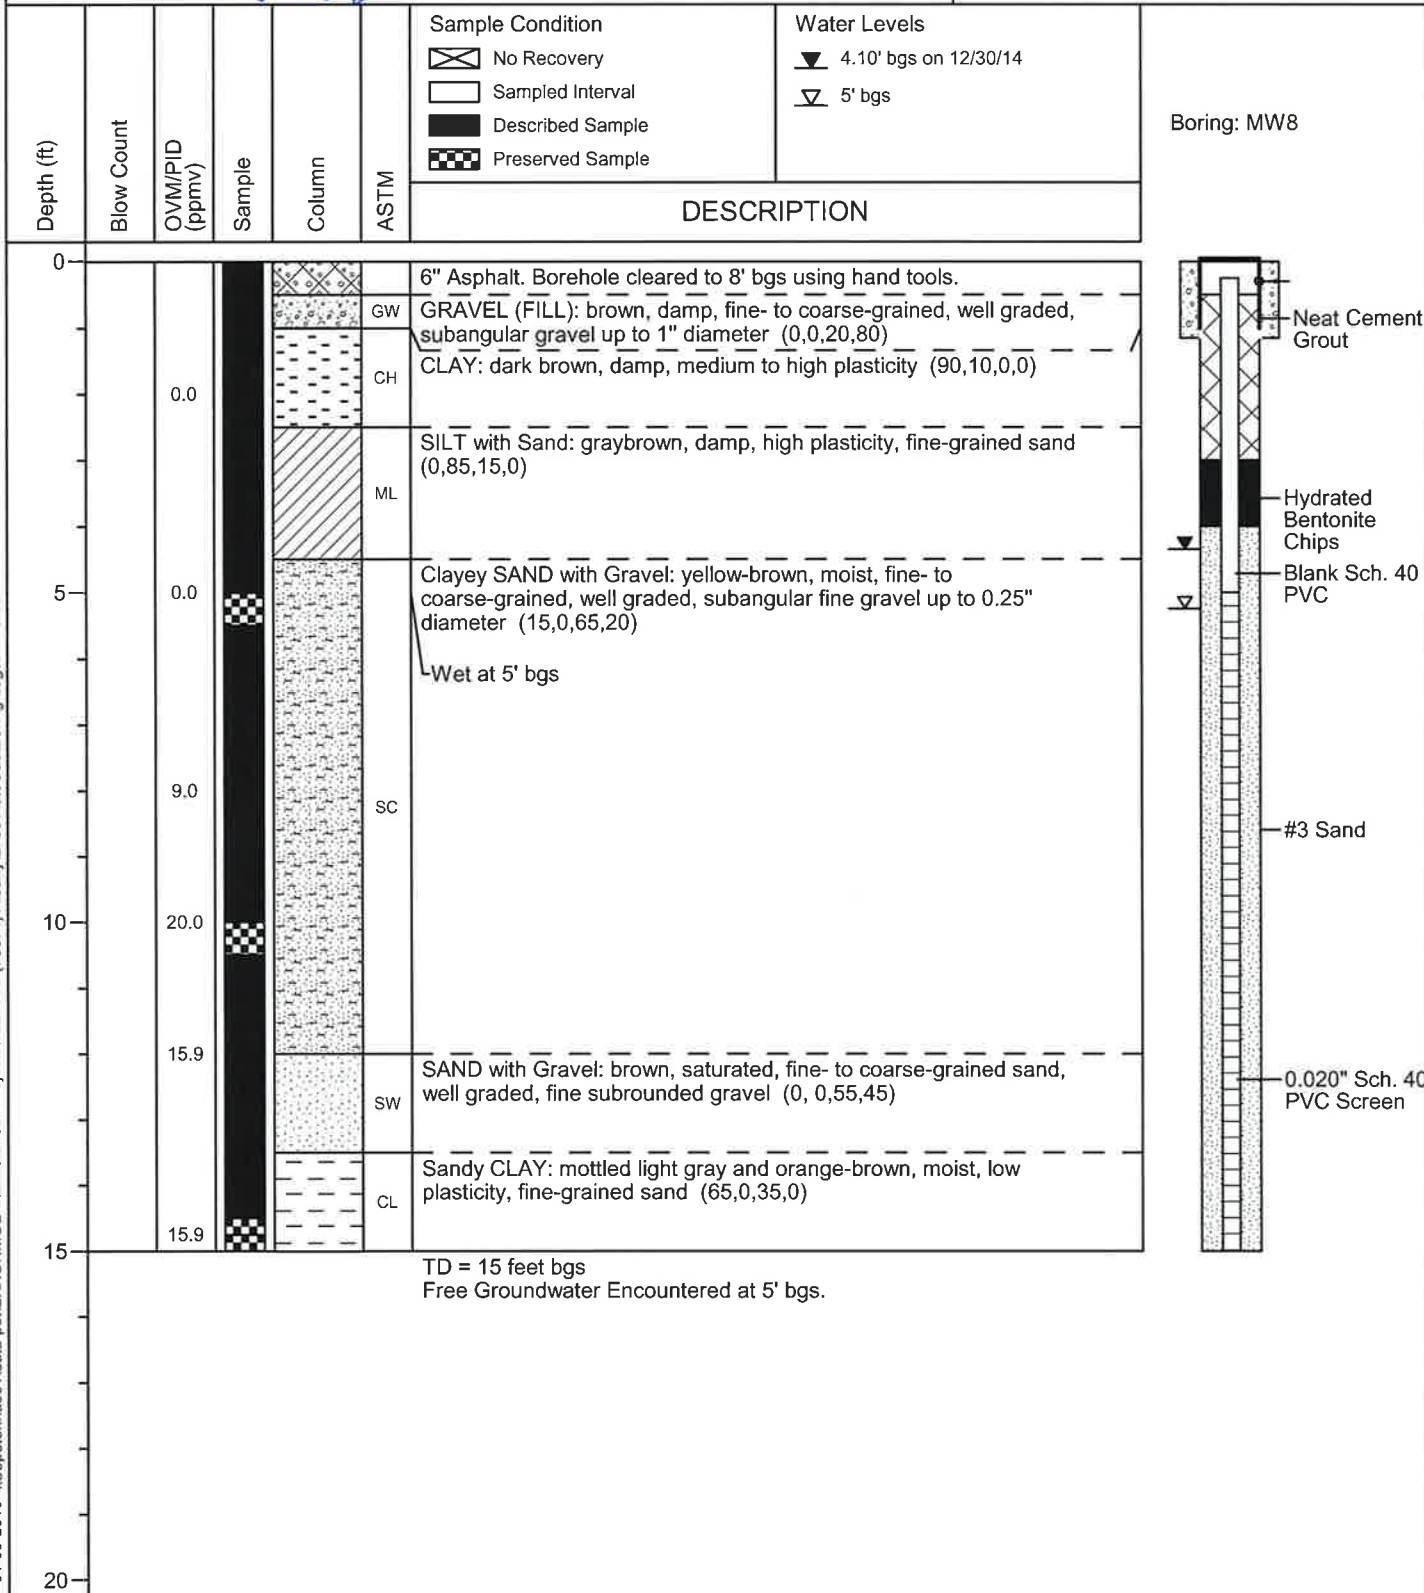 Sample Condition
No Recovery
Sampled Interval
Described Sample
Preserved Sample
Water Levels
4.10' bgs on 12/30/14
5' bgs
Boring: MW8
Depth (ft)
Blow Count
OVM/PID
(ppmv)
Sample
Column
ASTM
DESCRIPTION
0
6" Asphalt. Borehole cleared to 8' bgs using hand tools.
GW
GRAVEL (FILL): brown, damp, fine- to coarse-grained, well graded,
subangular gravel up to 1" diameter (0,0,20,80)
CH
CLAY: dark brown, damp, medium to high plasticity (90,10,0,0)
0.0
SILT with Sand: graybrown, damp, high plasticity, fine-grained sand
(0,85,15,0)
ML
Clayey SAND with Gravel: yellow-brown, moist, fine- to
coarse-grained, well graded, subangular fine gravel up to 0.25"
diameter (15,0,65,20)
5
0.0
Wet at 5' bgs
9.0
SC
10
20.0
15.9
SAND with Gravel: brown, saturated, fine- to coarse-grained sand,
well graded, fine subrounded gravel (0, 0,55,45)
SW
Sandy CLAY: mottled light gray and orange-brown, moist, low
plasticity, fine-grained sand (65,0,35,0)
CL
15.9
15
TD = 15 feet bgs
Free Groundwater Encountered at 5' bgs.
20
Neat Cement
Grout
Hydrated
Bentonite
Chips
Blank Sch. 40
PVC
#3 Sand
0.020" Sch. 40
PVC Screen